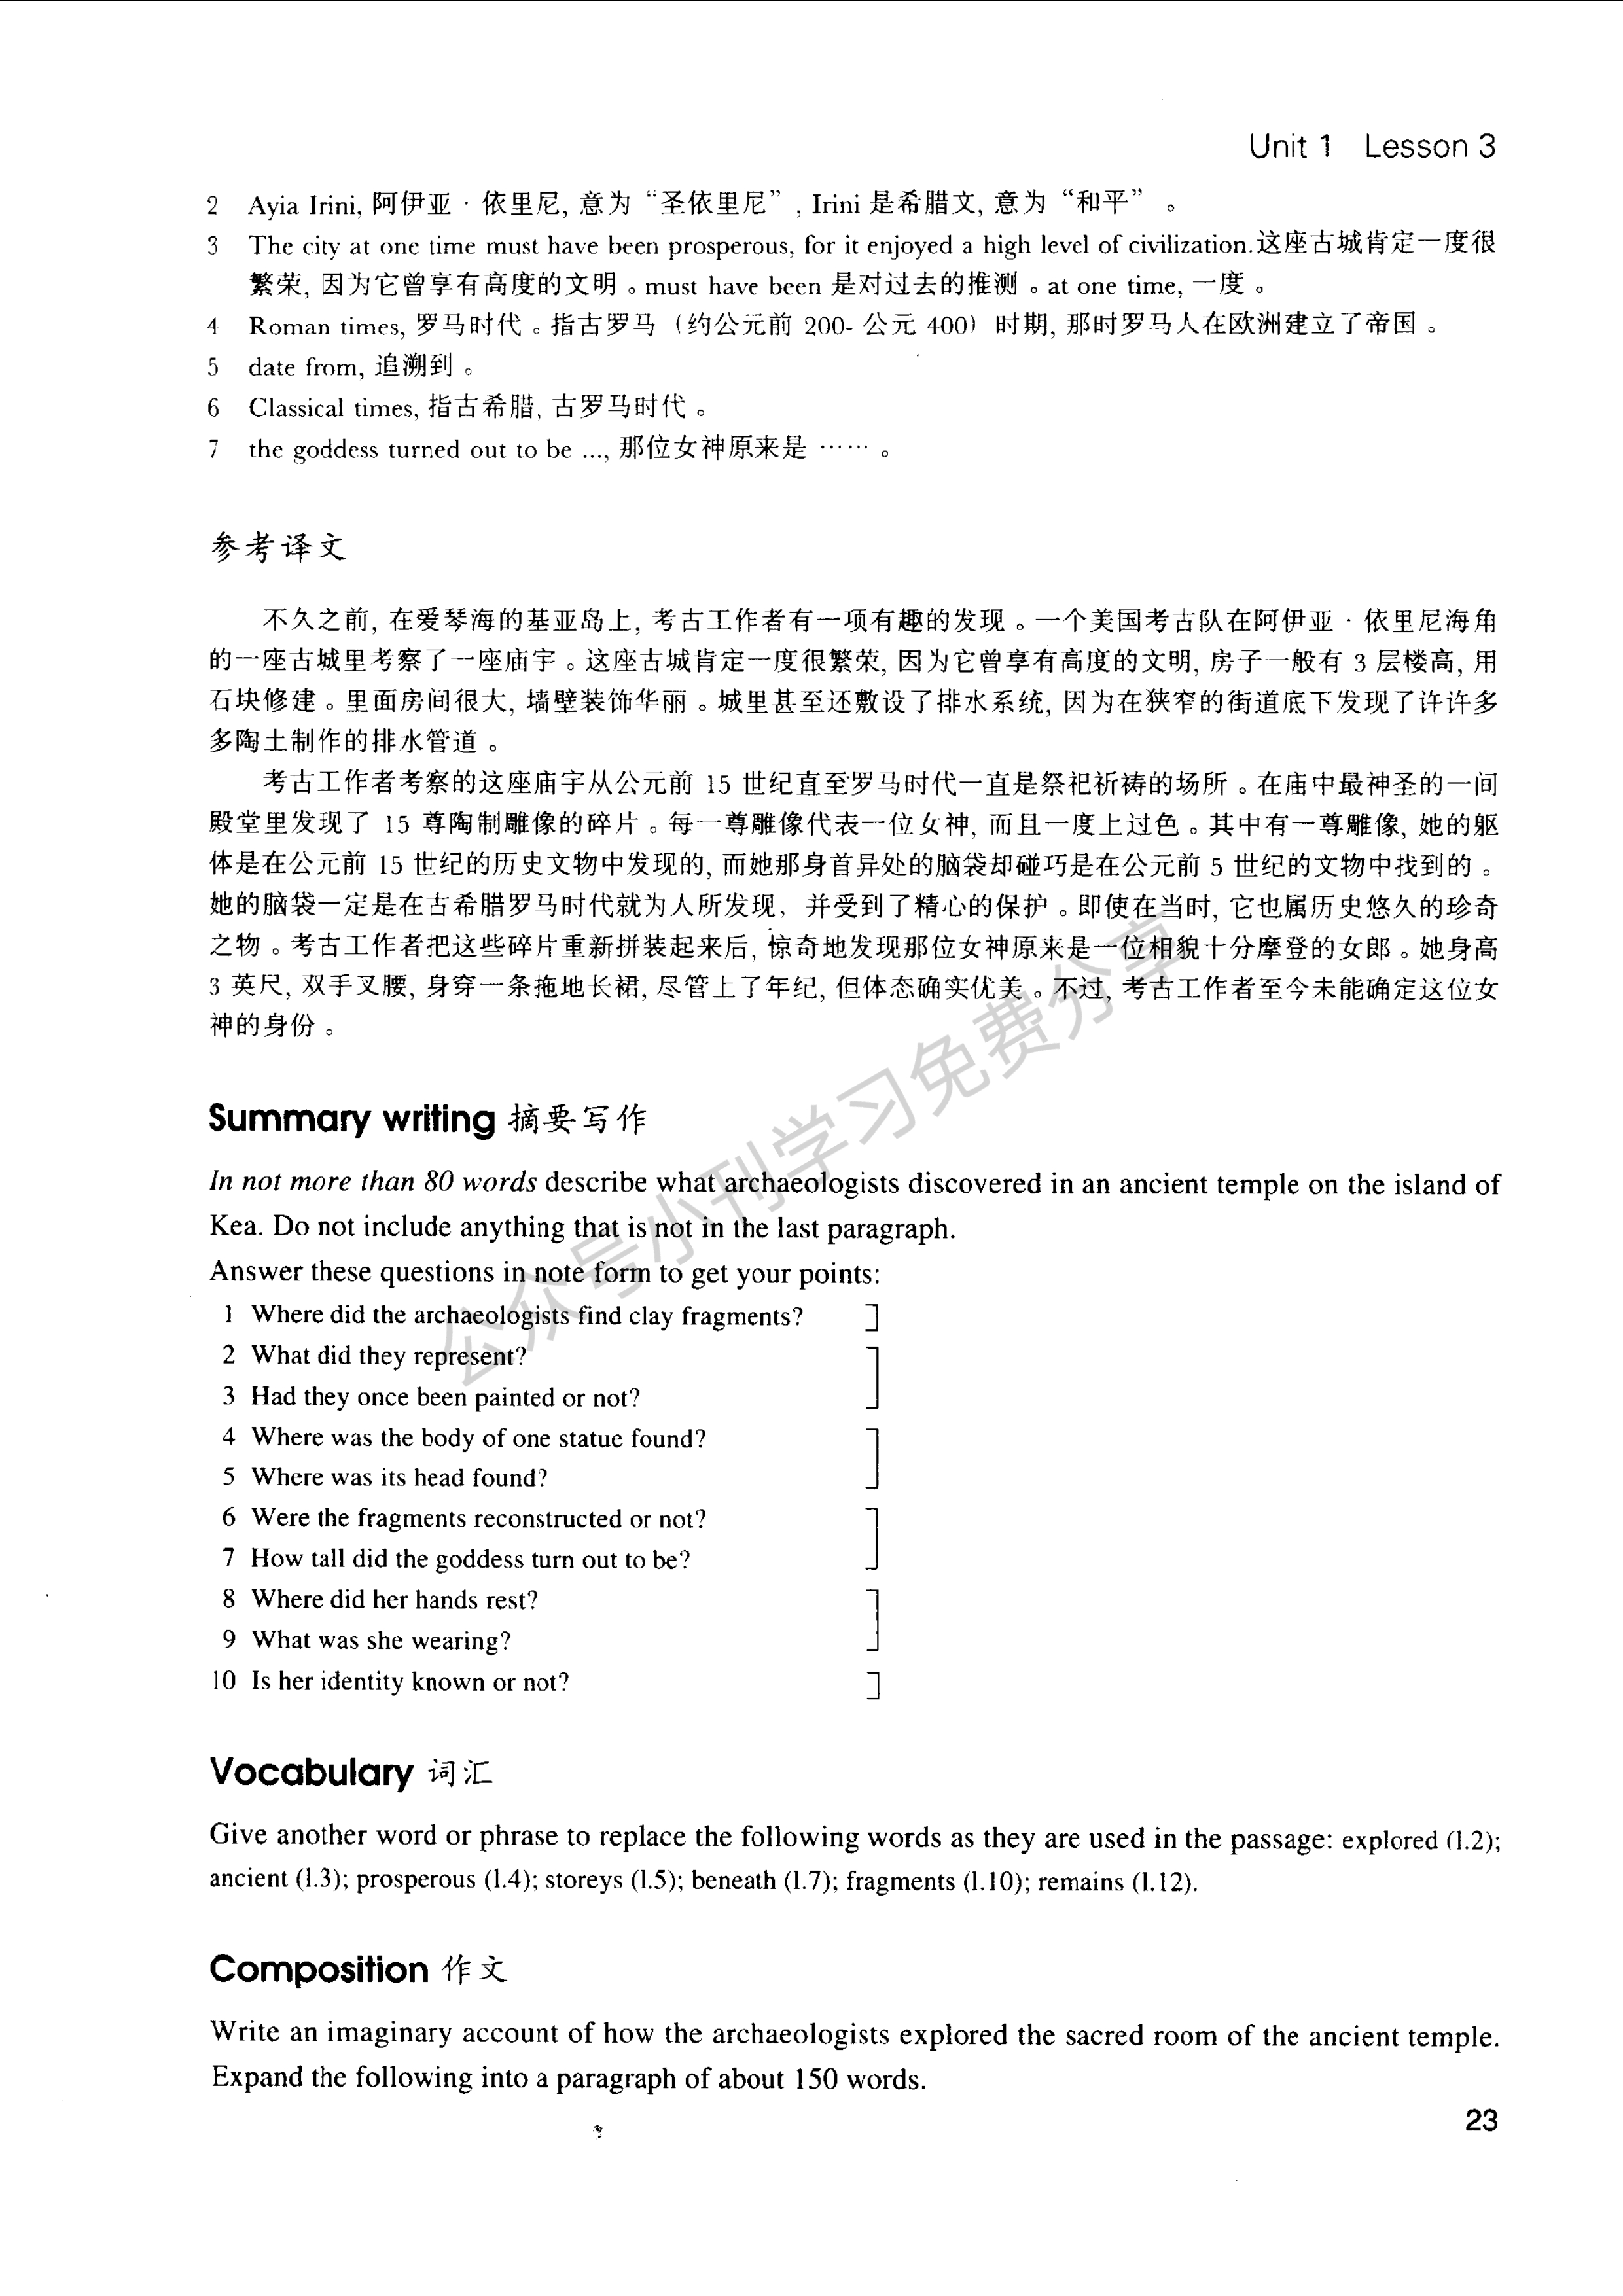 Unit 1 Lesson 3
2 Ayia Irini, 阿伊亚·依里尼, 意为“圣依里尼”, Irini 是希腊文, 意为“和平”。
3 The city at one time must have been prosperous, for it enjoyed a high level of civilization.这座古城肯定一度很
繁荣, 因为它曾享有高度的文明。must have been 是对过去的推测。at one time, 一度。
4 Roman times, 罗马时代。指古罗马（约公元前 200- 公元 400）时期, 那时罗马人在欧洲建立了帝国。
5 date from, 追溯到。
6 Classical times, 指古希腊, 古罗马时代。
7 the goddess turned out to be ..., 那位女神原来是……。
参考译文
不久之前, 在爱琴海的基亚岛上, 考古工作者有一项有趣的发现。一个美国考古队在阿伊亚·依里尼海角
的一座古城里考察了一座庙宇。这座古城肯定一度很繁荣, 因为它曾享有高度的文明, 房子一般有 3 层楼高, 用
石块修建。里面房间很大, 墙壁装饰华丽。城里甚至还敷设了排水系统, 因为在狭窄的街道底下发现了许许多
多陶土制作的排水管道。
考古工作者考察的这座庙宇从公元前 15 世纪直至罗马时代一直是祭祀祈祷的场所。在庙中最神圣的一间
殿堂里发现了 15 尊陶制雕像的碎片。每一尊雕像代表一位女神, 而且一度上过色。其中有一尊雕像, 她的躯
体是在公元前 15 世纪的历史文物中发现的, 而她那身首异处的脑袋却碰巧是在公元前 5 世纪的文物中找到的。
她的脑袋一定是在古希腊罗马时代就为人所发现, 并受到了精心的保护。即使在当时, 它也属历史悠久的珍奇
之物。考古工作者把这些碎片重新拼装起来后, 惊奇地发现那位女神原来是一位相貌十分摩登的女郎。她身高
3 英尺, 双手叉腰, 身穿一条拖地长裙, 尽管上了年纪, 但体态确实优美。不过, 考古工作者至今未能确定这位女
神的身份。
Summary writing 摘要写作
In not more than 80 words describe what archaeologists discovered in an ancient temple on the island of
Kea. Do not include anything that is not in the last paragraph.
Answer these questions in note form to get your points:
1 Where did the archaeologists find clay fragments?
2 What did they represent?
3 Had they once been painted or not?
4 Where was the body of one statue found?
5 Where was its head found?
6 Were the fragments reconstructed or not?
7 How tall did the goddess turn out to be?
8 Where did her hands rest?
9 What was she wearing?
10 Is her identity known or not?
公众号小刊学习免费分享
Vocabulary 词汇
Give another word or phrase to replace the following words as they are used in the passage: explored (l.2);
ancient (l.3); prosperous (l.4); storeys (l.5); beneath (l.7); fragments (l.10); remains (l.12).
Composition 作文
Write an imaginary account of how the archaeologists explored the sacred room of the ancient temple.
Expand the following into a paragraph of about 150 words.
23